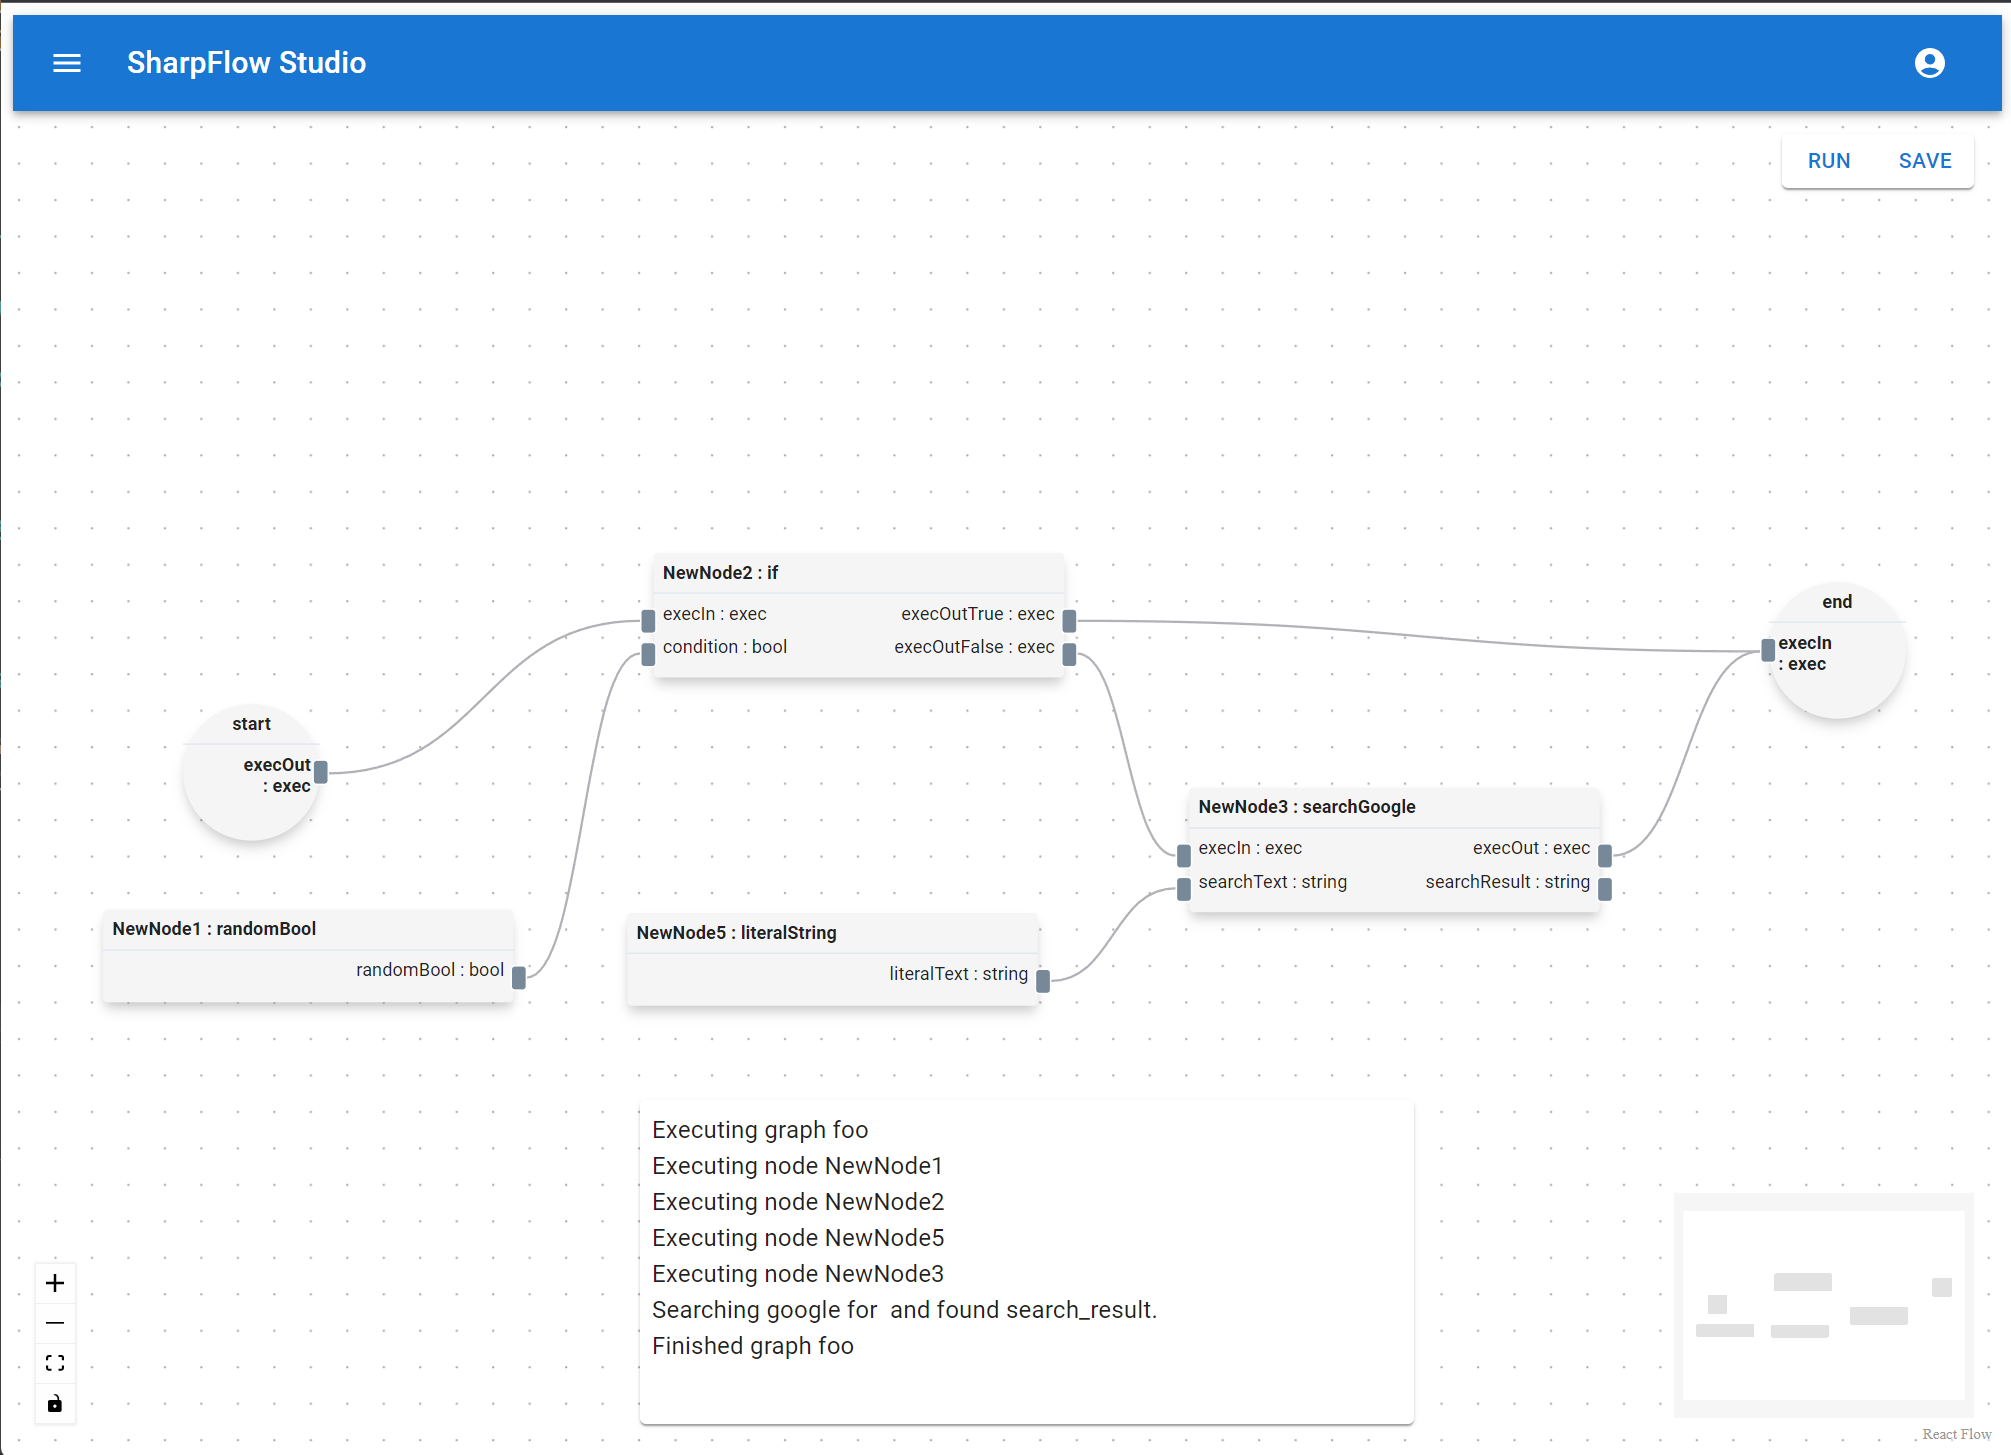 SharpFlow Studio
RUN SAVE
NewNode2 : if
execIn : exec execOutTrue : exec
condition : bool execOutFalse : exec
end
execIn
: exec
start
execOut
: exec
NewNode3 : searchGoogle
execIn : exec execOut : exec
searchText : string searchResult : string
NewNode1 : randomBool
randomBool : bool
NewNode5 : literalString
literalText : string
Executing graph foo
Executing node NewNode1
Executing node NewNode2
Executing node NewNode5
Executing node NewNode3
Searching google for  and found search_result.
Finished graph foo
React Flow